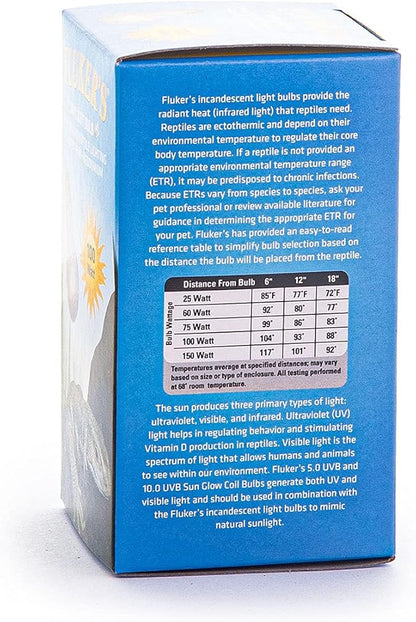 FLUKER'S
100 WATT
Fluker's incandescent light bulbs provide the
radiant heat (infrared light) that reptiles need.
Reptiles are ectothermic and depend on their
environmental temperature to regulate their core
body temperature. If a reptile is not provided an
appropriate environmental temperature range
(ETR), it may be predisposed to chronic infections.
Because ETRs vary from species to species, ask your
pet professional or review available literature for
guidance in determining the appropriate ETR for
your pet. Fluker's has provided an easy-to-read
reference table to simplify bulb selection based on
the distance the bulb will be placed from the reptile.
Bulb Wattage
Distance From Bulb 6" 12" 18"
25 Watt 85°F 77°F 72°F
60 Watt 92° 80° 77°
75 Watt 99° 86° 83°
100 Watt 104° 93° 88°
150 Watt 117° 101° 92°
Temperatures average at specified distances; may vary
based on size or type of enclosure. All testing performed
at 68° room temperature.
The sun produces three primary types of light:
ultraviolet, visible, and infrared. Ultraviolet (UV)
light helps in regulating behavior and stimulating
Vitamin D production in reptiles. Visible light is the
spectrum of light that allows humans and animals
to see within our environment. Fluker's 5.0 UVB and
10.0 UVB Sun Glow Coil Bulbs generate both UV and
visible light and should be used in combination with
the Fluker's incandescent light bulbs to mimic
natural sunlight.